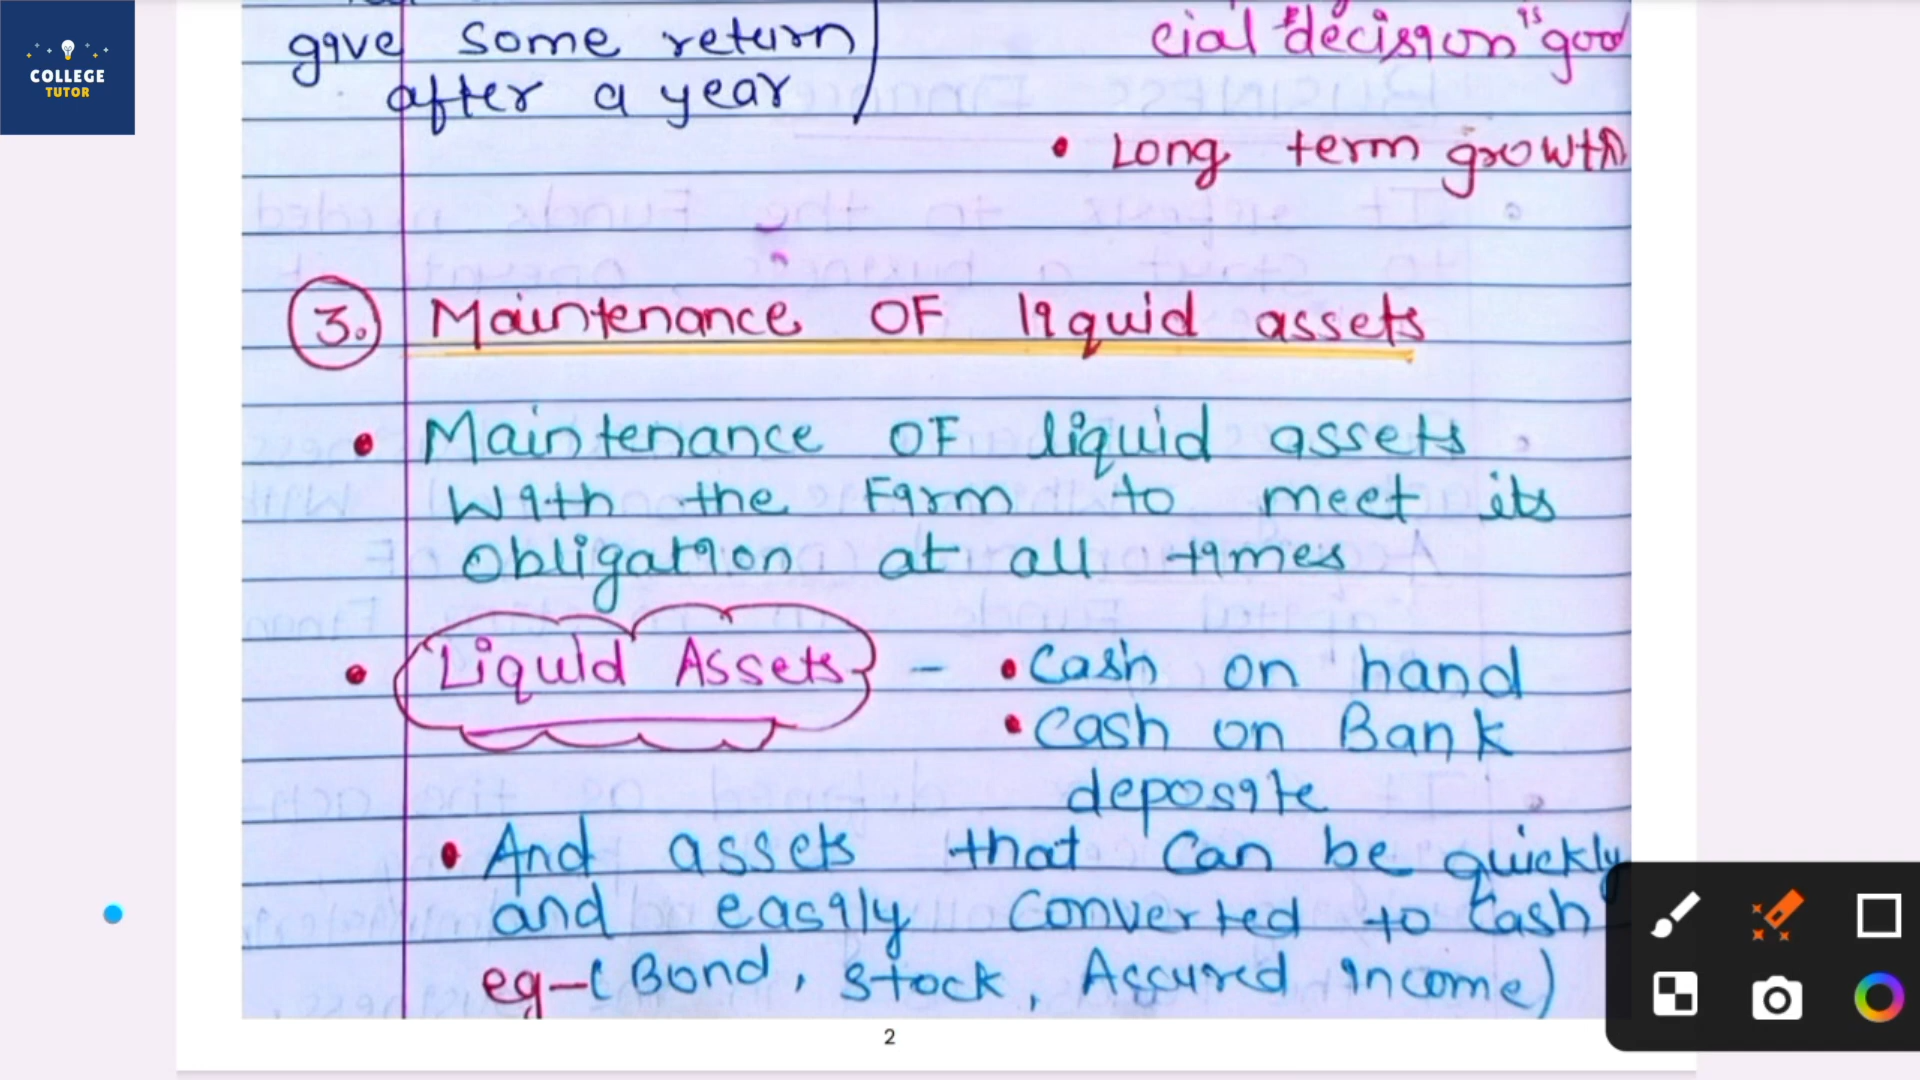 COLLEGE
TUTOR
give some return
after a year
cial decision is good
• Long term growth
3. Maintenance OF liquid assets
• Maintenance OF liquid assets
With the Firm to meet its
obligation at all times
• Liquid Assets - • Cash on hand
• Cash on Bank
deposite
• And assets that can be quickly
and easily converted to cash
eg-( Bond, Stock, Accured income)
2